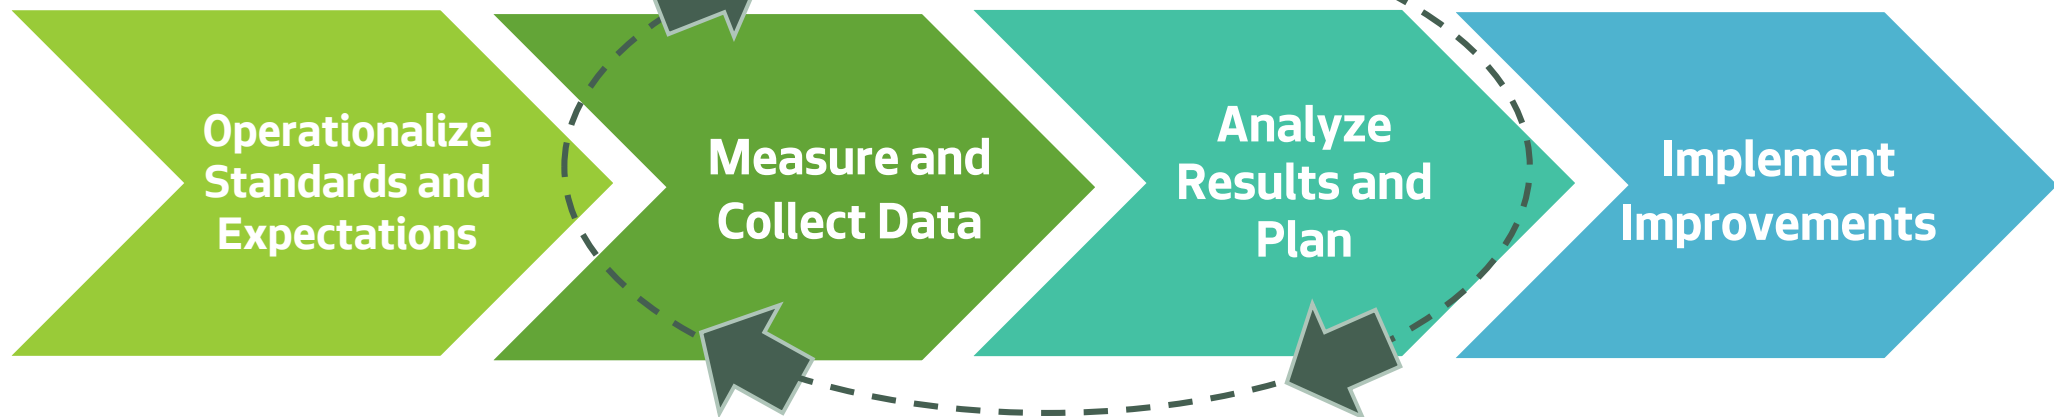 Operationalize
Standards and
Expectations
Measure and
Collect Data
Analyze
Results and
Plan
Implement
Improvements